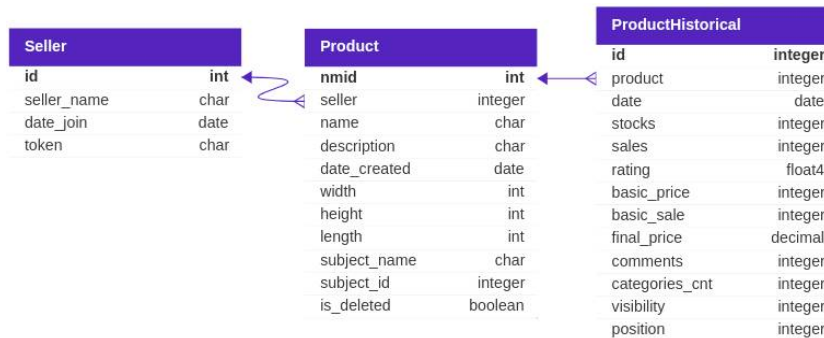 Seller
id int
seller_name char
date_join date
token char
Product
nmid int
seller integer
name char
description char
date_created date
width int
height int
length int
subject_name char
subject_id integer
is_deleted boolean
ProductHistorical
id integer
product integer
date date
stocks integer
sales integer
rating float4
basic_price integer
basic_sale integer
final_price decimal
comments integer
categories_cnt integer
visibility integer
position integer